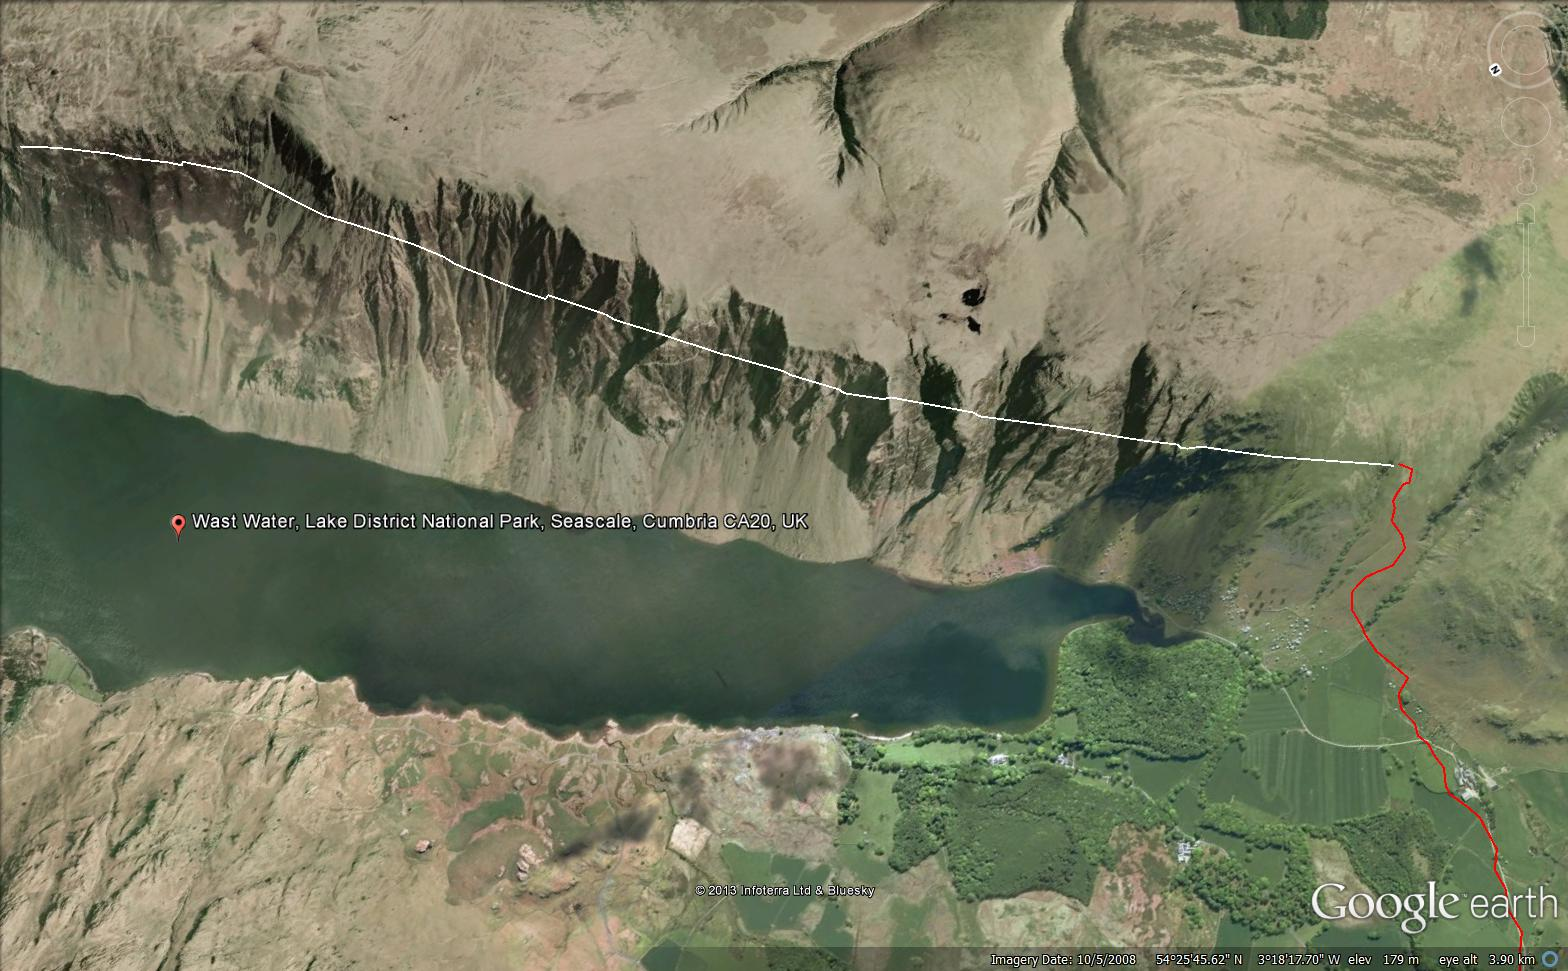 N
Wast Water, Lake District National Park, Seascale, Cumbria CA20, UK
© 2013 Infoterra Ltd & Bluesky
Google earth
Imagery Date: 10/5/2008 54°25'45.62" N 3°18'17.70" W elev 179 m eye alt 3.90 km